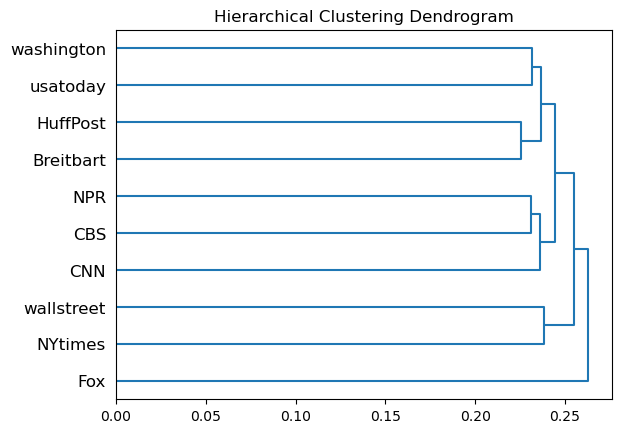 Hierarchical Clustering Dendrogram
washington
usatoday
HuffPost
Breitbart
NPR
CBS
CNN
wallstreet
NYtimes
Fox
0.00 0.05 0.10 0.15 0.20 0.25